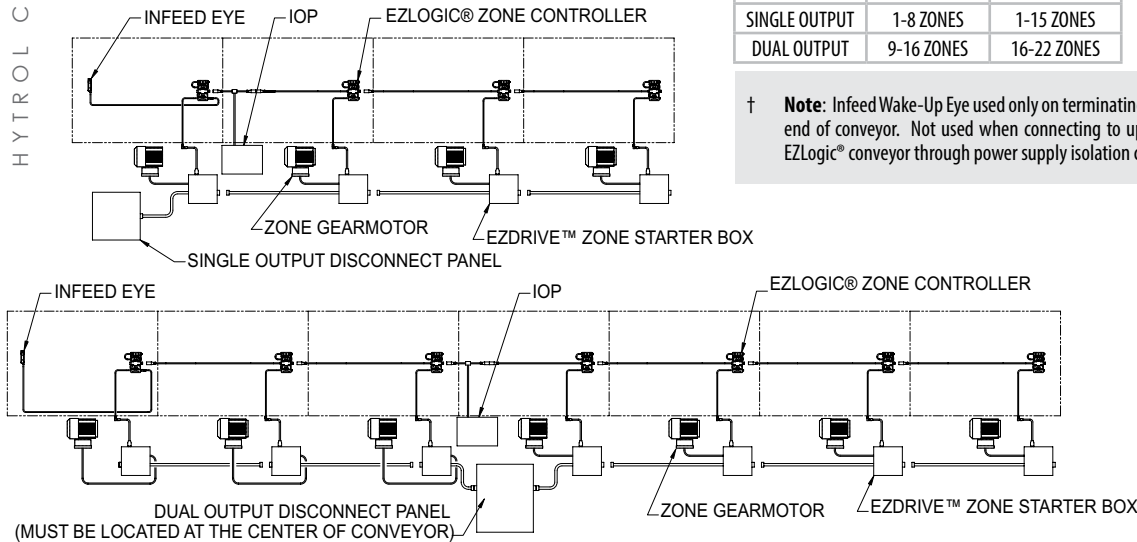 HYTROL C
INFEED EYE
IOP
EZLOGIC® ZONE CONTROLLER
SINGLE OUTPUT 1-8 ZONES 1-15 ZONES
DUAL OUTPUT 9-16 ZONES 16-22 ZONES
† Note: Infeed Wake-Up Eye used only on terminatin
end of conveyor. Not used when connecting to up
EZLogic® conveyor through power supply isolation
ZONE GEARMOTOR
EZDRIVE™ ZONE STARTER BOX
SINGLE OUTPUT DISCONNECT PANEL
INFEED EYE
IOP
EZLOGIC® ZONE CONTROLLER
DUAL OUTPUT DISCONNECT PANEL
(MUST BE LOCATED AT THE CENTER OF CONVEYOR)
ZONE GEARMOTOR
EZDRIVE™ ZONE STARTER BOX